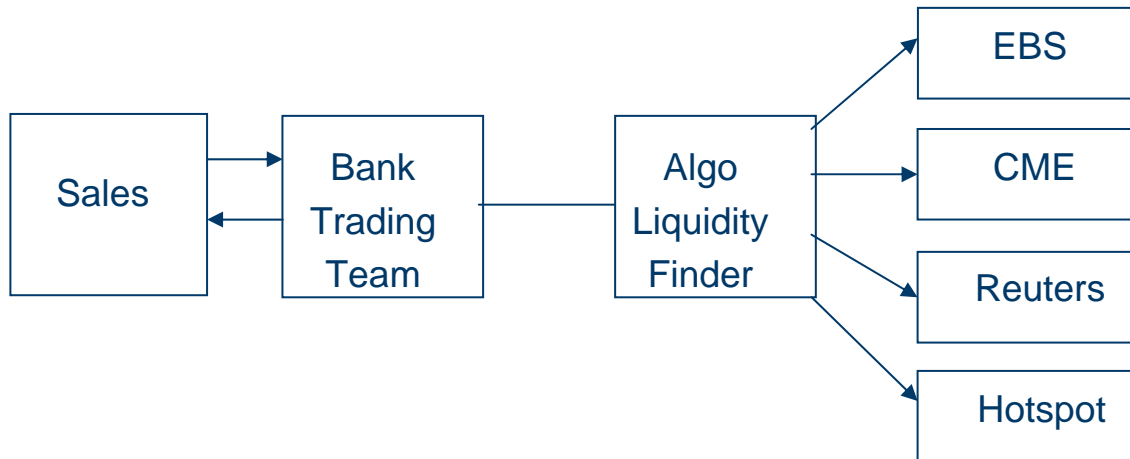 Sales
Bank
Trading
Team
Algo
Liquidity
Finder
EBS
CME
Reuters
Hotspot